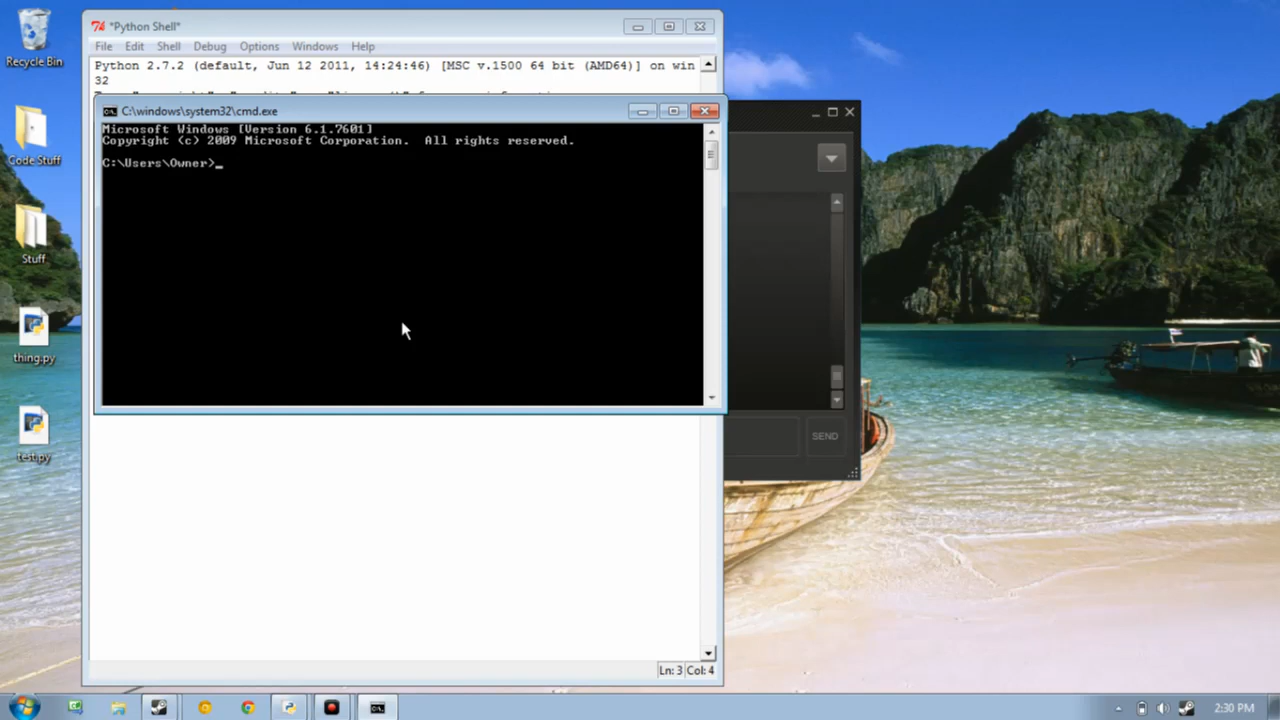 Recycle Bin
Code Stuff
Stuff
thing.py
test.py
*Python Shell*
File Edit Shell Debug Options Windows Help
Python 2.7.2 (default, Jun 12 2011, 14:24:46) [MSC v.1500 64 bit (AMD64)] on win
32
C:\windows\system32\cmd.exe
Microsoft Windows [Version 6.1.7601]
Copyright (c) 2009 Microsoft Corporation. All rights reserved.
C:\Users\Owner>_
SEND
Ln: 3 Col: 4
2:30 PM